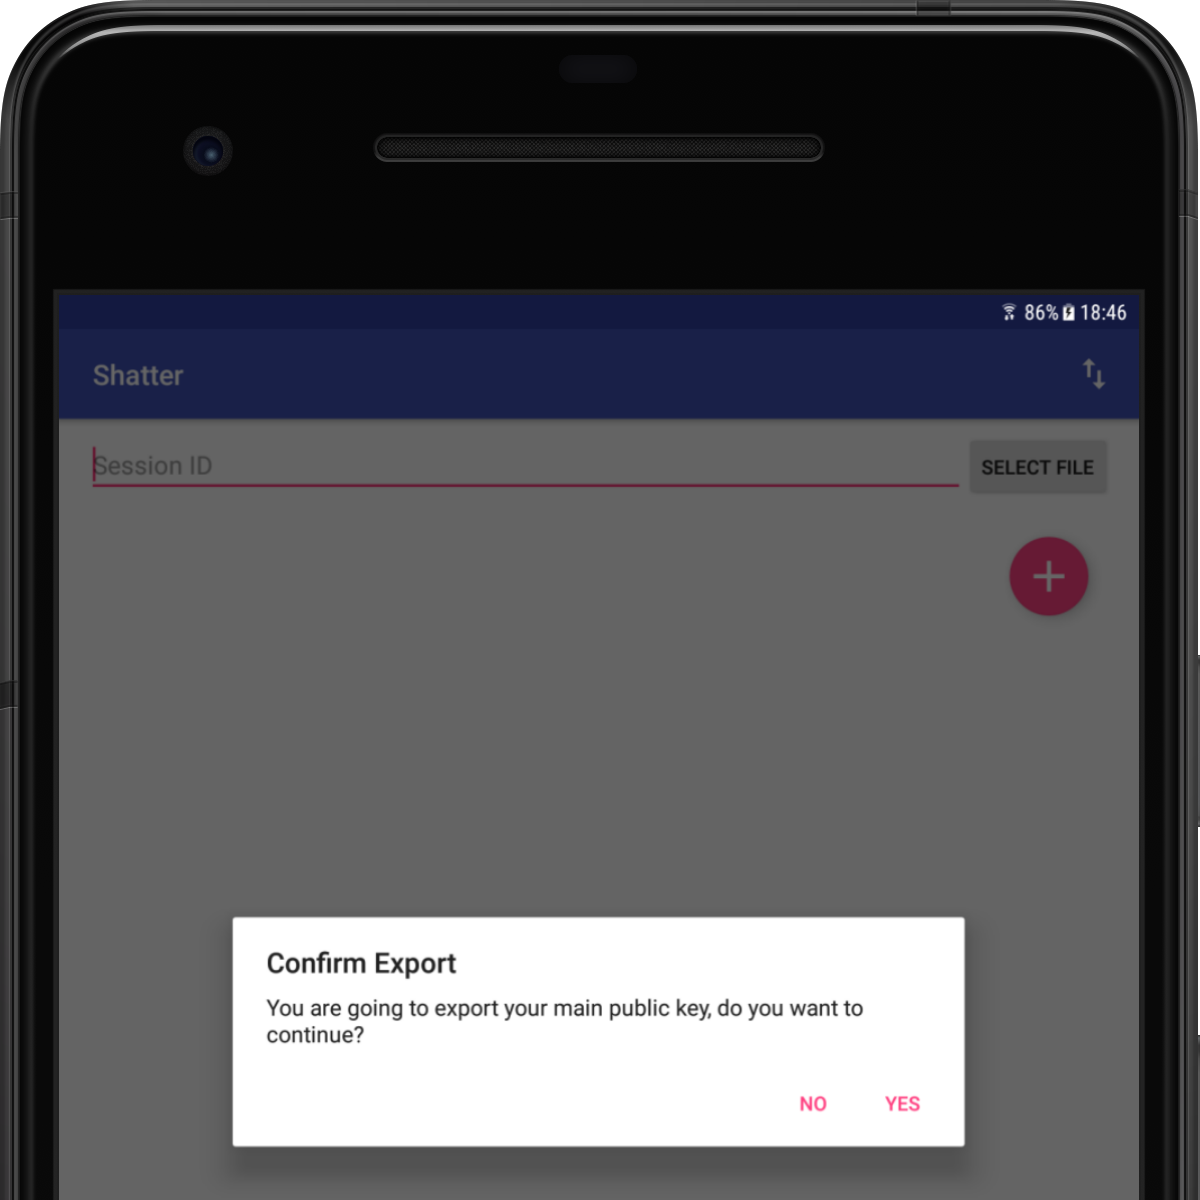 86% 18:46
Shatter
Session ID
SELECT FILE
Confirm Export
You are going to export your main public key, do you want to
continue?
NO YES